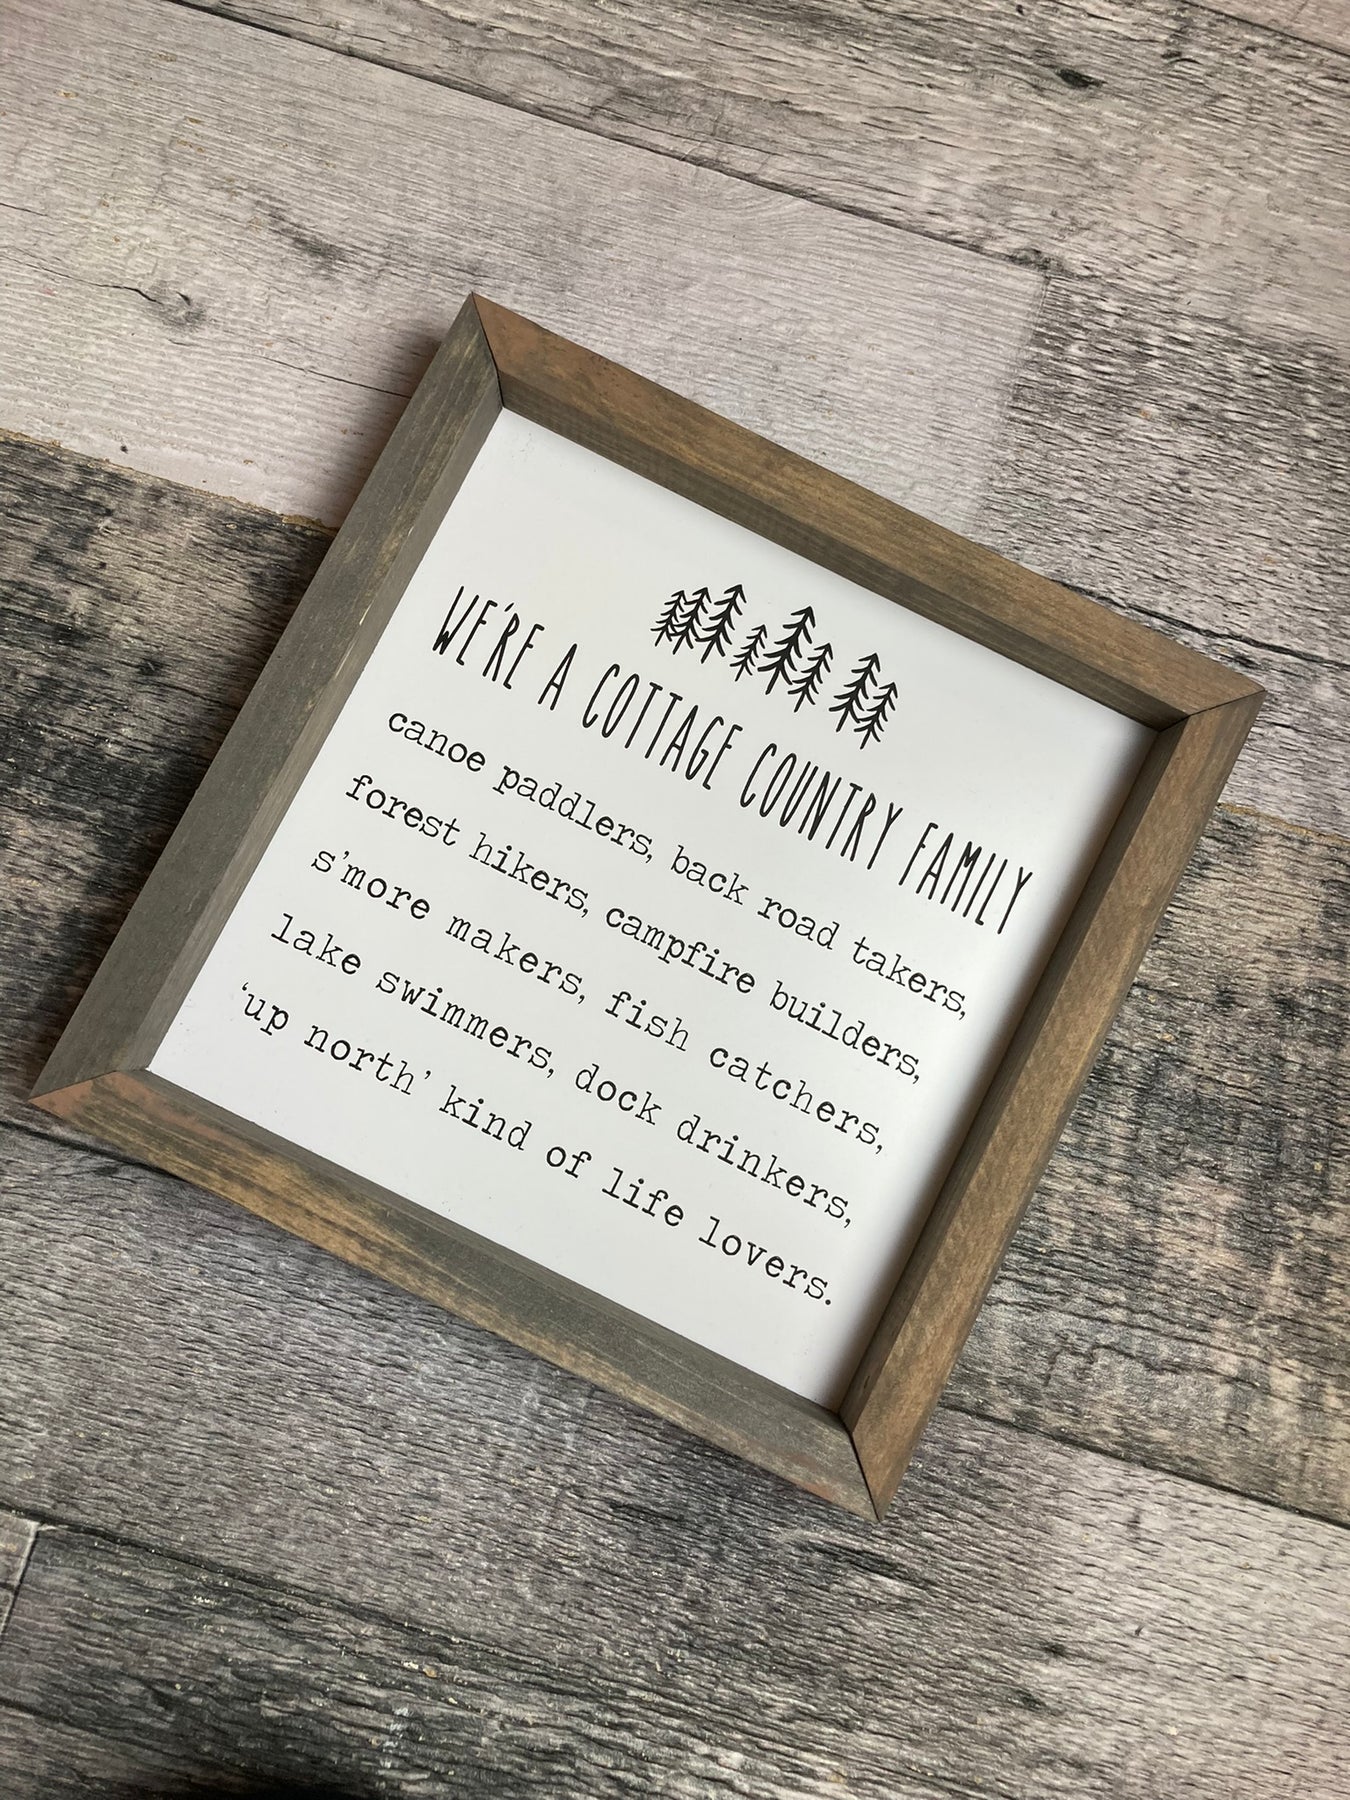 WE'RE A COTTAGE COUNTRY FAMILY
canoe paddlers, back road takers,
forest hikers, campfire builders,
s'more makers, fish catchers,
lake swimmers, dock drinkers,
‘up north’ kind of life lovers.